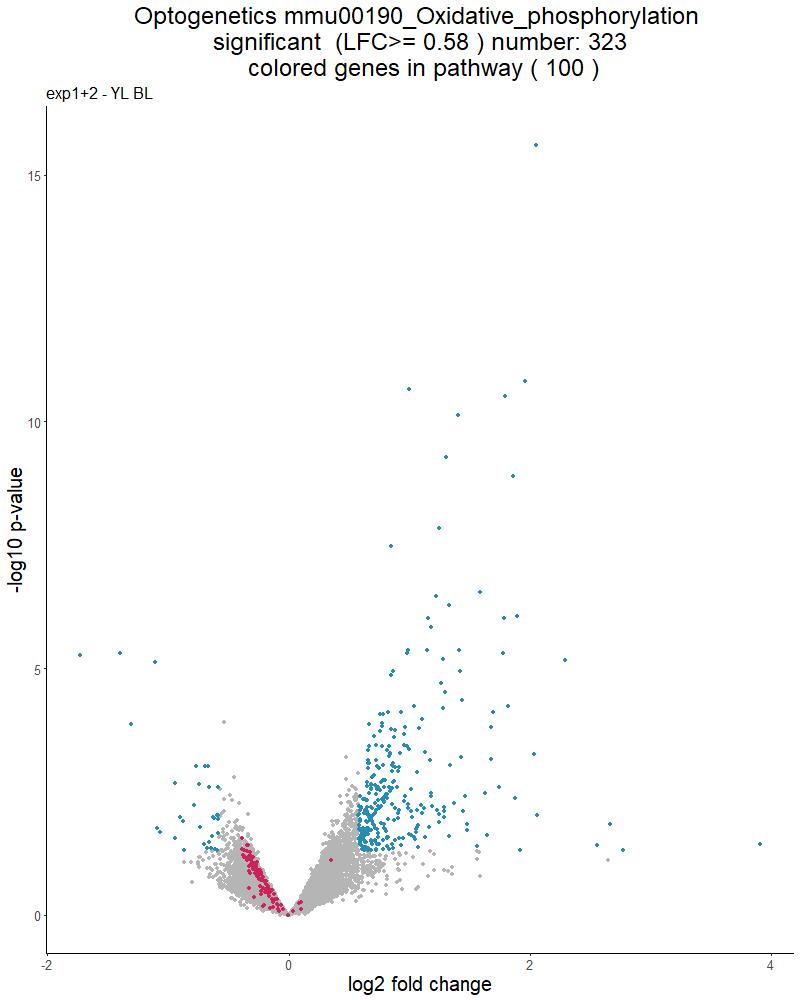 Optogenetics mmu00190_Oxidative_phosphorylation
significant (LFC>= 0.58 ) number: 323
colored genes in pathway ( 100 )
exp1+2 - YL BL
15
10
5
0
-log10 p-value
-2
0
2
4
log2 fold change